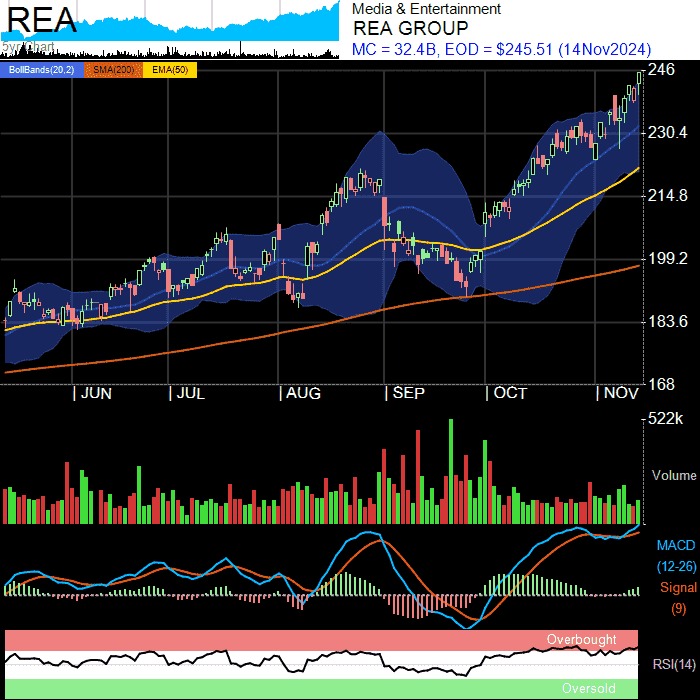 REA
5yr Chart
Media & Entertainment
REA GROUP
MC = 32.4B, EOD = $245.51 (14Nov2024)
BollBands(20,2) SMA(200) EMA(50)
246
230.4
214.8
199.2
183.6
168
JUN JUL AUG SEP OCT NOV
522k
Volume
MACD
(12-26)
Signal
(9)
Overbought
RSI(14)
Oversold